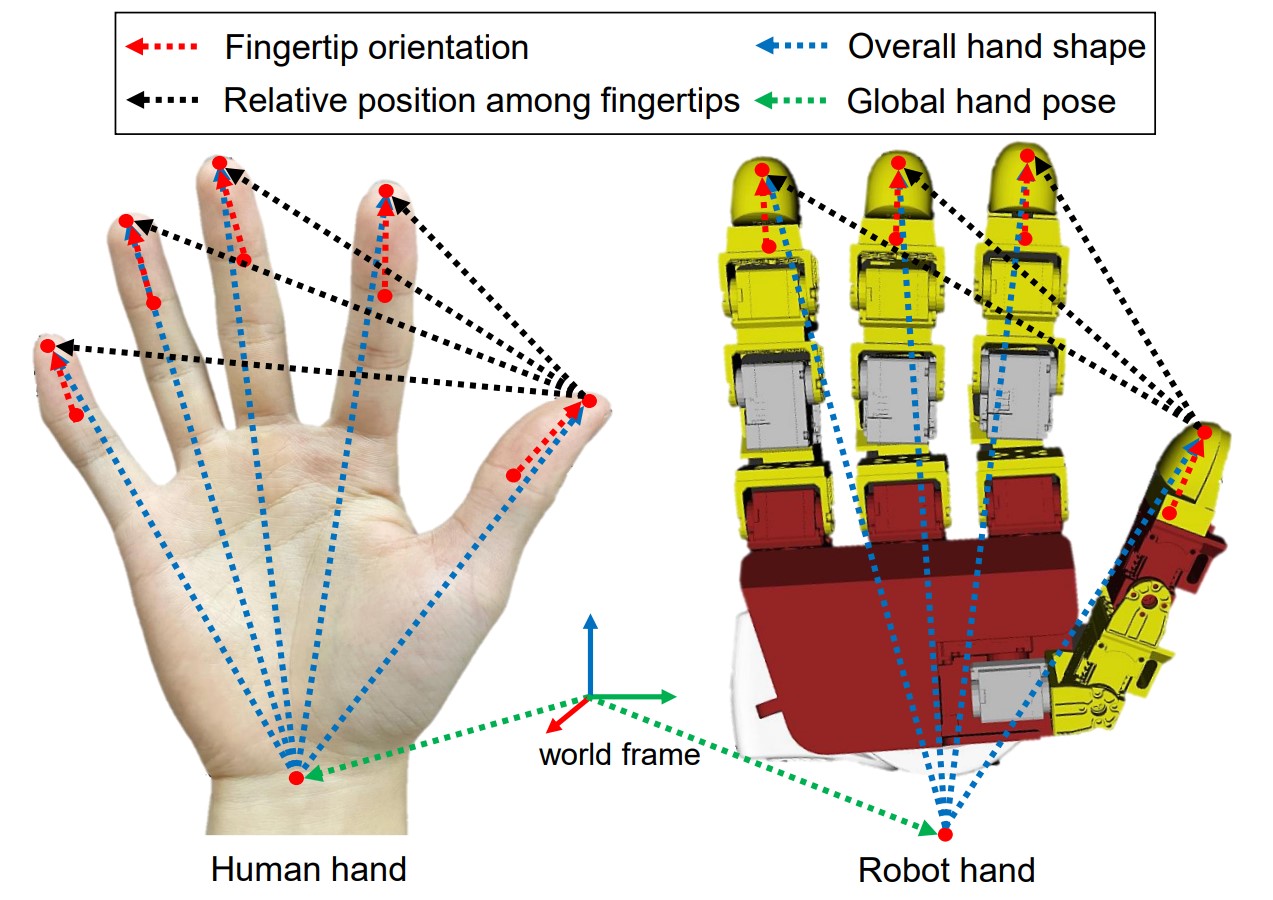 Fingertip orientation
Overall hand shape
Relative position among fingertips
Global hand pose
world frame
Human hand
Robot hand